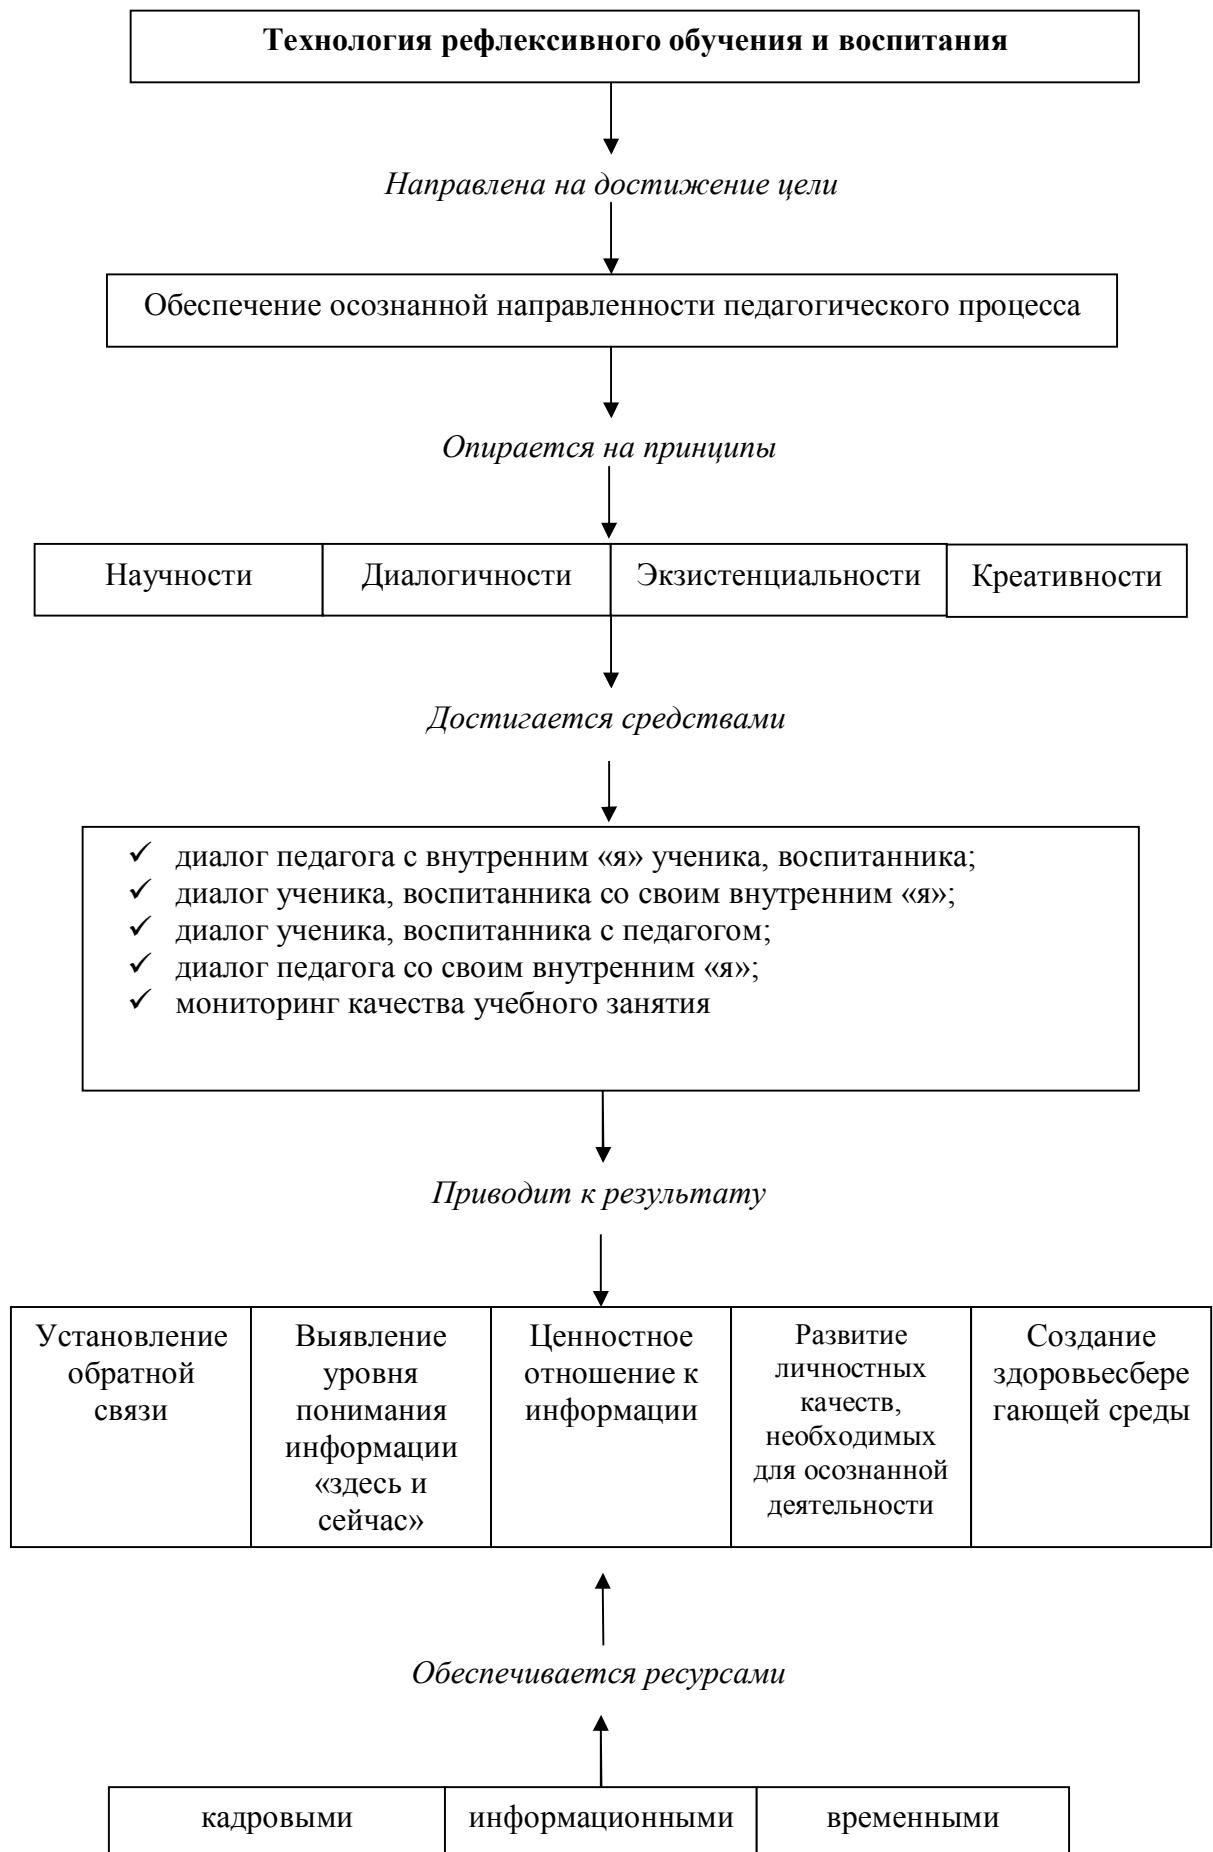 Технология рефлексивного обучения и воспитания
Направлена на достижение цели
Обеспечение осознанной направленности педагогического процесса
Опирается на принципы
Научности
Диалогичности
Экзистенциальности
Креативности
Достигается средствами
✓ диалог педагога с внутренним «я» ученика, воспитанника;
✓ диалог ученика, воспитанника со своим внутренним «я»;
✓ диалог ученика, воспитанника с педагогом;
✓ диалог педагога со своим внутренним «я»;
✓ мониторинг качества учебного занятия
Приводит к результату
Установление
обратной
связи
Выявление
уровня
понимания
информации
«здесь и
сейчас»
Ценностное
отношение к
информации
Развитие
личностных
качеств,
необходимых
для осознанной
деятельности
Создание
здоровьесбере
гающей среды
Обеспечивается ресурсами
кадровыми
информационными
временными